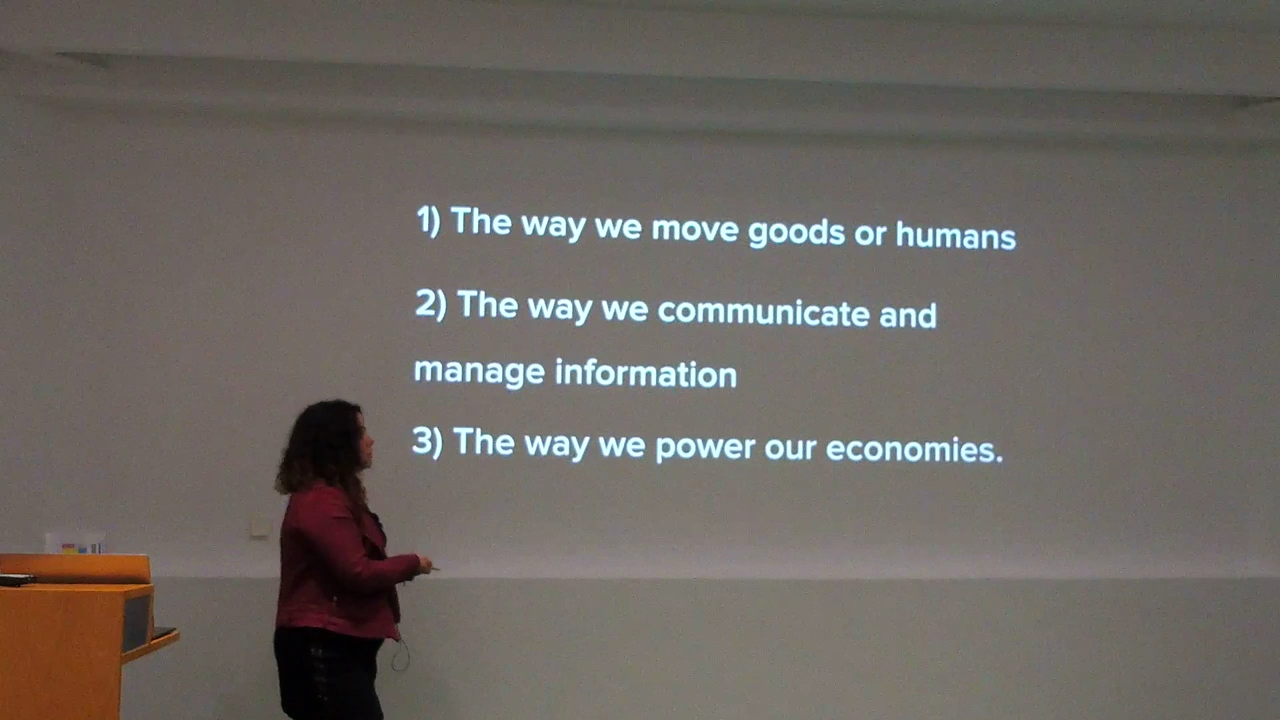 1) The way we move goods or humans
2) The way we communicate and
manage information
3) The way we power our economies.